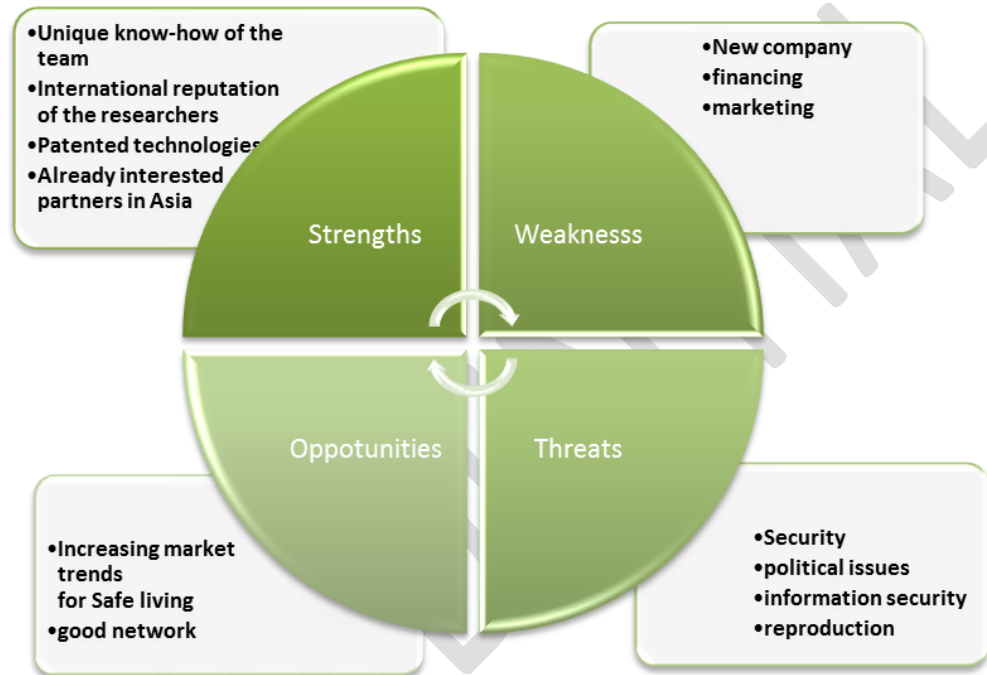 •Unique know-how of the
team
•International reputation
of the researchers
•Patented technologies
•Already interested
partners in Asia
•New company
•financing
•marketing
Strengths
Weaknesss
Oppotunities
Threats
•Increasing market
trends
for Safe living
•good network
•Security
•political issues
•information security
•reproduction